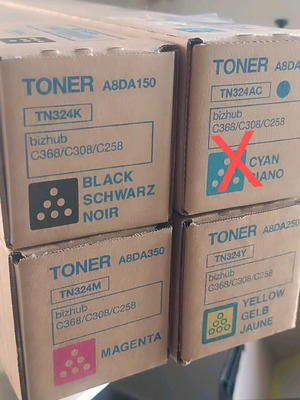 TONER A8DA150
TN324K
bizhub
C368/C308/C258
BLACK
SCHWARZ
NOIR
TONER A8DA
TN324AC
bizhub
C368/C308/C258
CYAN
CIANO
TONER A8DA350
TN324M
bizhub
C368/C308/C258
MAGENTA
TONER A8DA250
TN324Y
bizhub
C368/C308/C258
YELLOW
GELB
JAUNE